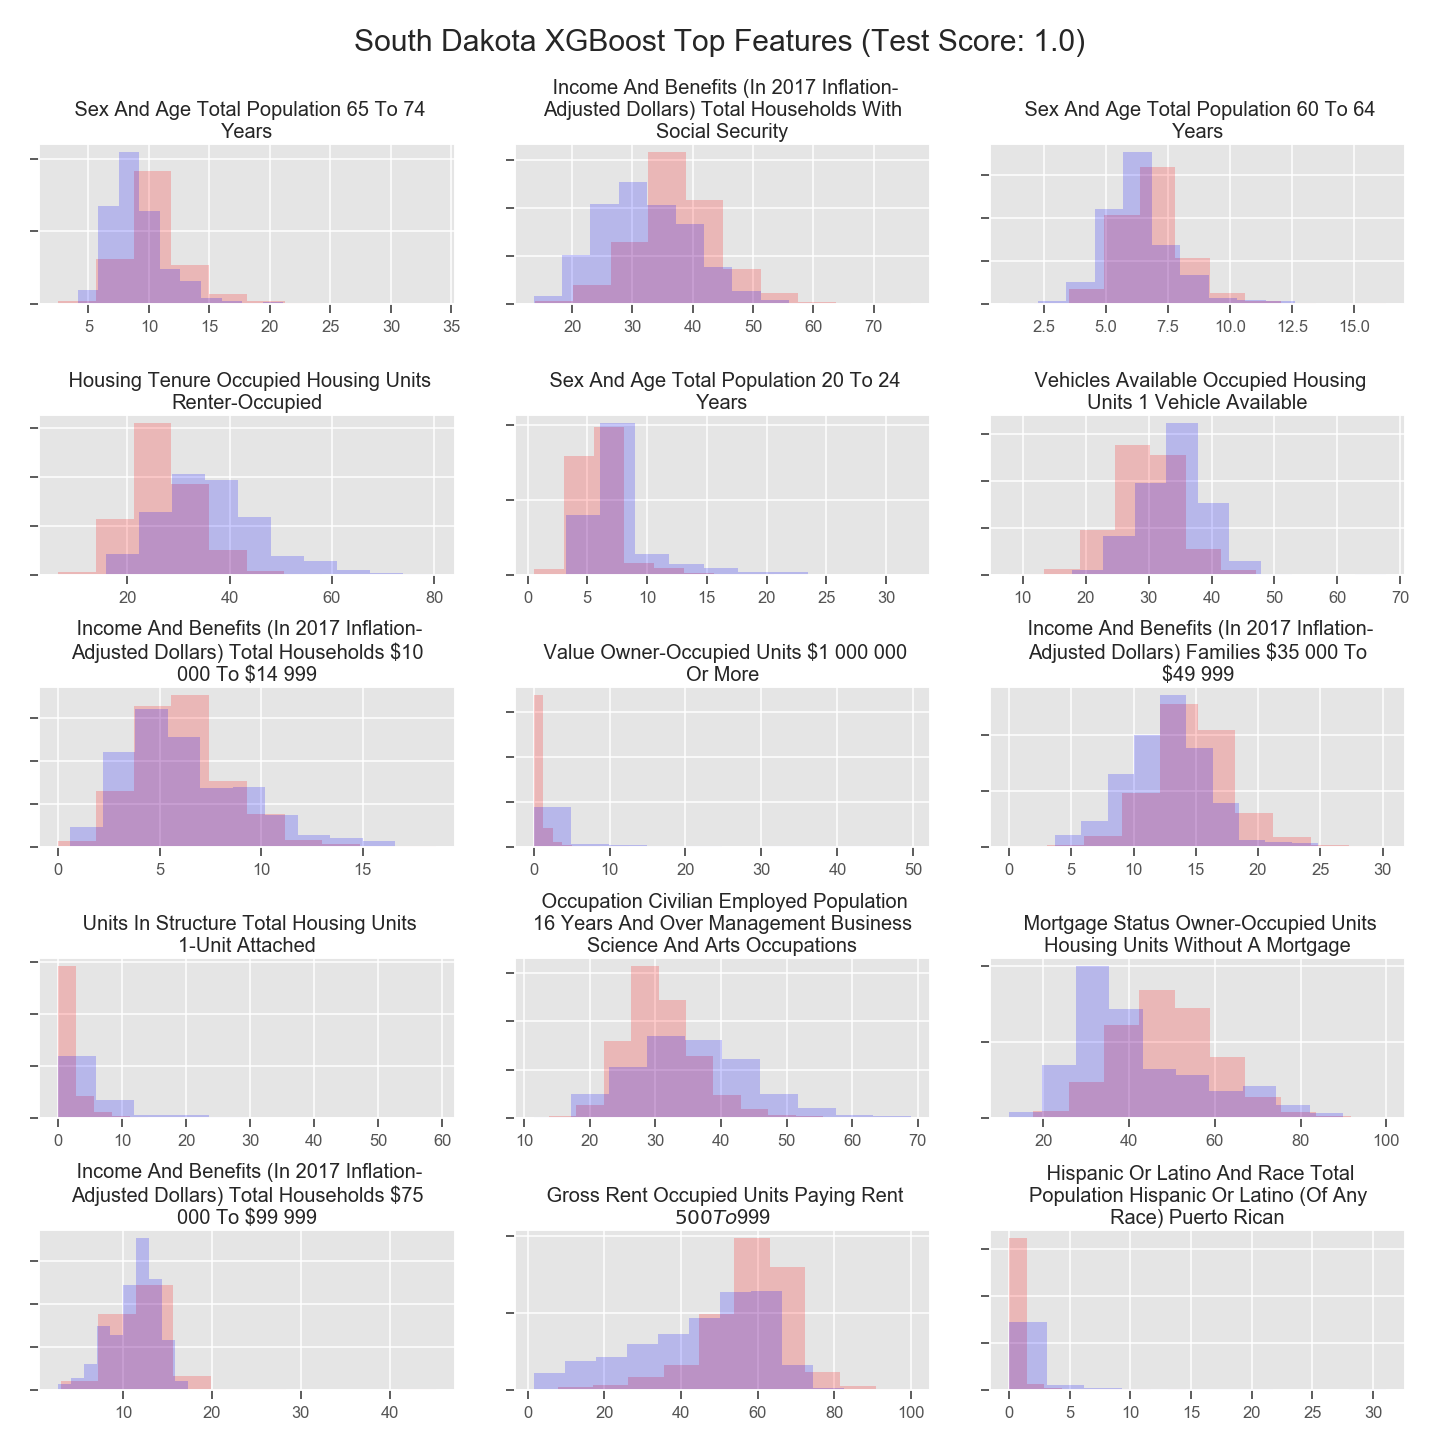 South Dakota XGBoost Top Features (Test Score: 1.0)
Sex And Age Total Population 65 To 74
Years
5 10 15 20 25 30 35
Income And Benefits (In 2017 Inflation-
Adjusted Dollars) Total Households With
Social Security
20 30 40 50 60 70
Sex And Age Total Population 60 To 64
Years
2.5 5.0 7.5 10.0 12.5 15.0
Housing Tenure Occupied Housing Units
Renter-Occupied
20 40 60 80
Sex And Age Total Population 20 To 24
Years
0 5 10 15 20 25 30
Vehicles Available Occupied Housing
Units 1 Vehicle Available
10 20 30 40 50 60 70
Income And Benefits (In 2017 Inflation-
Adjusted Dollars) Total Households $10
000 To $14 999
0 5 10 15
Value Owner-Occupied Units $1 000 000
Or More
0 10 20 30 40 50
Income And Benefits (In 2017 Inflation-
Adjusted Dollars) Families $35 000 To
$49 999
0 5 10 15 20 25 30
Units In Structure Total Housing Units
1-Unit Attached
0 10 20 30 40 50 60
Occupation Civilian Employed Population
16 Years And Over Management Business
Science And Arts Occupations
10 20 30 40 50 60 70
Mortgage Status Owner-Occupied Units
Housing Units Without A Mortgage
20 40 60 80 100
Income And Benefits (In 2017 Inflation-
Adjusted Dollars) Total Households $75
000 To $99 999
10 20 30 40
Gross Rent Occupied Units Paying Rent
500To999
0 20 40 60 80 100
Hispanic Or Latino And Race Total
Population Hispanic Or Latino (Of Any
Race) Puerto Rican
0 5 10 15 20 25 30